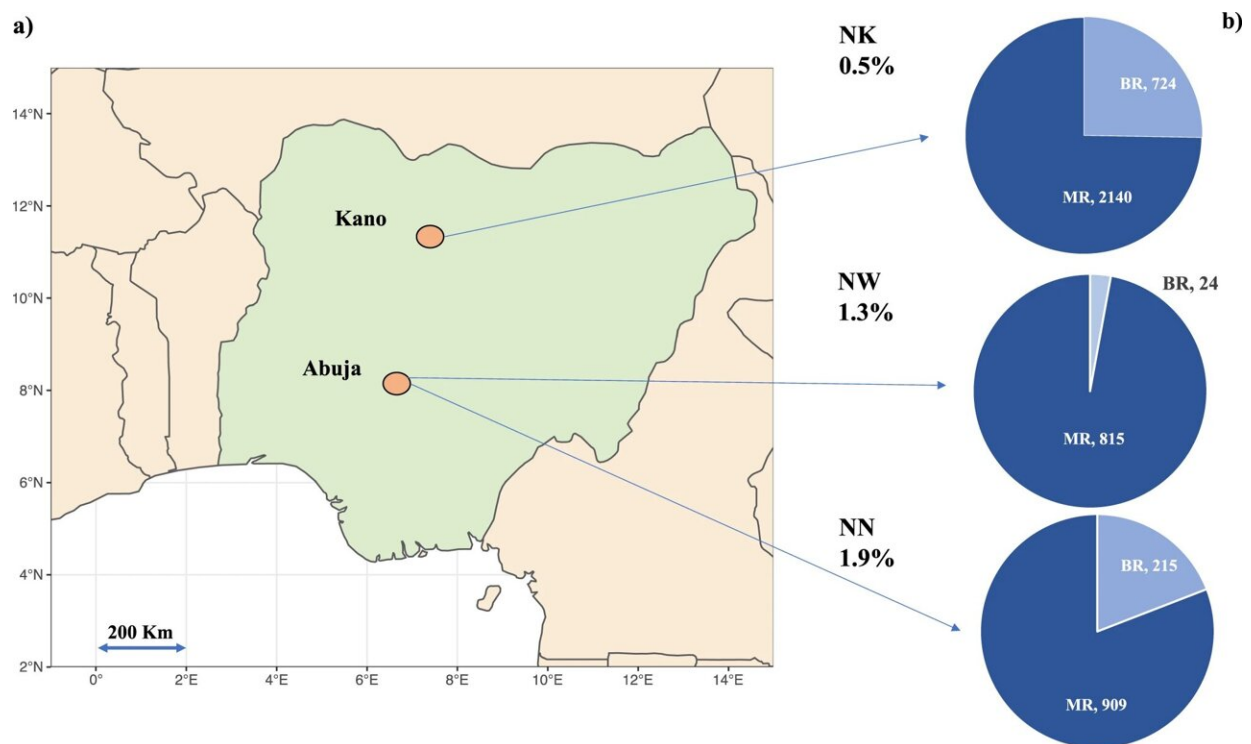 a)
b)
14°N
12°N
10°N
8°N
6°N
4°N
2°N
0°
2°E
4°E
6°E
8°E
10°E
12°E
14°E
Kano
Abuja
200 Km
NK
0.5%
BR, 724
MR, 2140
NW
1.3%
BR, 24
MR, 815
NN
1.9%
BR, 215
MR, 909